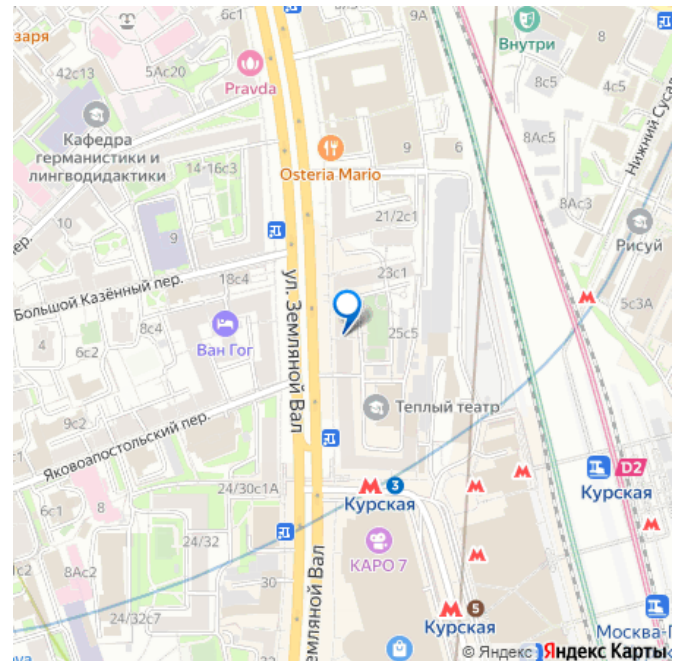 6с1
9А
заря
Внутри
8
42с13
5Ас20
Pravda
8с5
4с5
Кафедра
германистики и
лингводидактики
14-16с3
Osteria Mario
9
6
8Ас5
Нижний Суса
21/2с1
8Ас3
Рисуй
10
9
пер.
Большой Казённый пер.
18с4
ул. Земляной Вал
23с1
5с3А
4
6с2
8с4
Ван Гог
25с5
9с2
Яковоапостольский пер.
Теплый театр
24/30с1А
3
Курская
D2
Курская
6с1
8Ас2
24/32
КАРО 7
1с2
30
24/32с7
Земляной Вал
5
Курская
Москва-
© Яндекс
Яндекс Карты